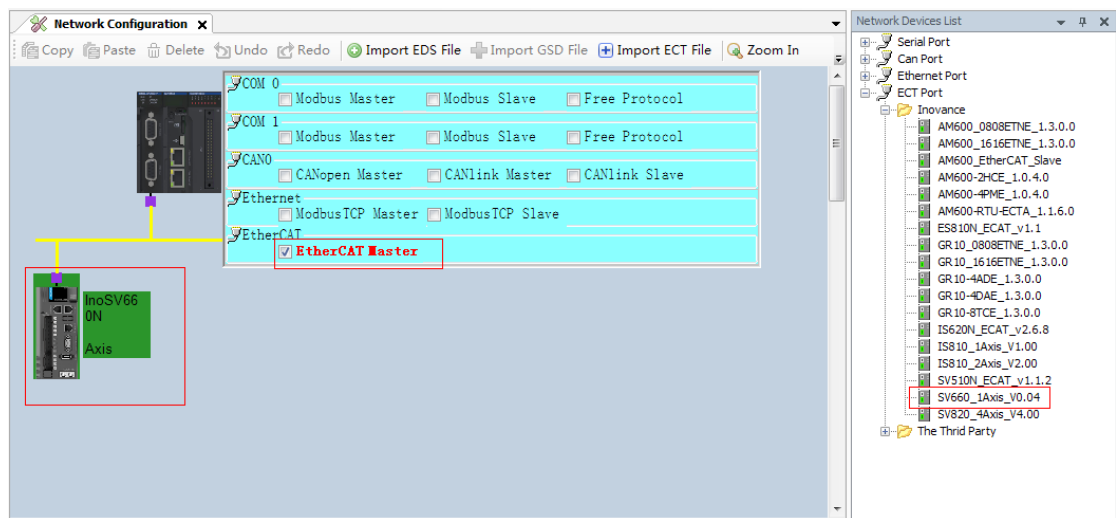 Network Configuration
Copy Paste Delete Undo Redo Import EDS File Import GSD File Import ECT File Zoom In
COM 0
Modbus Master Modbus Slave Free Protocol
COM 1
Modbus Master Modbus Slave Free Protocol
CAN0
CANopen Master CANlink Master CANlink Slave
Ethernet
ModbusTCP Master ModbusTCP Slave
EtherCAT
EtherCAT Master
InoSV66
0N
Axis
Network Devices List
Serial Port
Can Port
Ethernet Port
ECT Port
Inovance
AM600_0808ETNE_1.3.0.0
AM600_1616ETNE_1.3.0.0
AM600_EtherCAT_Slave
AM600-2HCE_1.0.4.0
AM600-4PME_1.0.4.0
AM600-RTU-ECTA_1.1.6.0
ES810N_ECAT_v1.1
GR10_0808ETNE_1.3.0.0
GR10_1616ETNE_1.3.0.0
GR10-4ADE_1.3.0.0
GR10-4DAE_1.3.0.0
GR10-8TCE_1.3.0.0
IS620N_ECAT_v2.6.8
IS810_1Axis_V1.00
IS810_2Axis_V2.00
SV510N_ECAT_v1.1.2
SV660_1Axis_V0.04
SV820_4Axis_V4.00
The Thrid Party